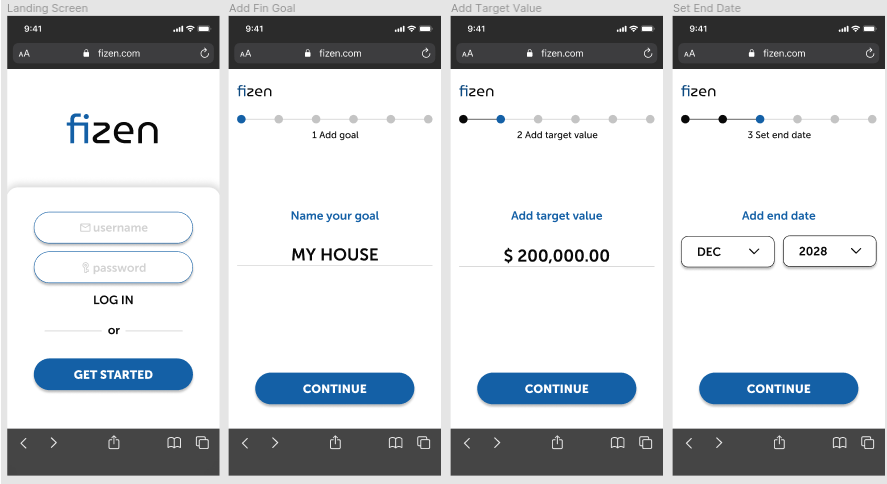 Landing Screen
9:41
AA fizen.com
fizen
username
password
LOG IN
or
GET STARTED
Add Fin Goal
9:41
AA fizen.com
fizen
1 Add goal
Name your goal
MY HOUSE
CONTINUE
Add Target Value
9:41
AA fizen.com
fizen
2 Add target value
Add target value
$ 200,000.00
CONTINUE
Set End Date
9:41
AA fizen.com
fizen
3 Set end date
Add end date
DEC 2028
CONTINUE